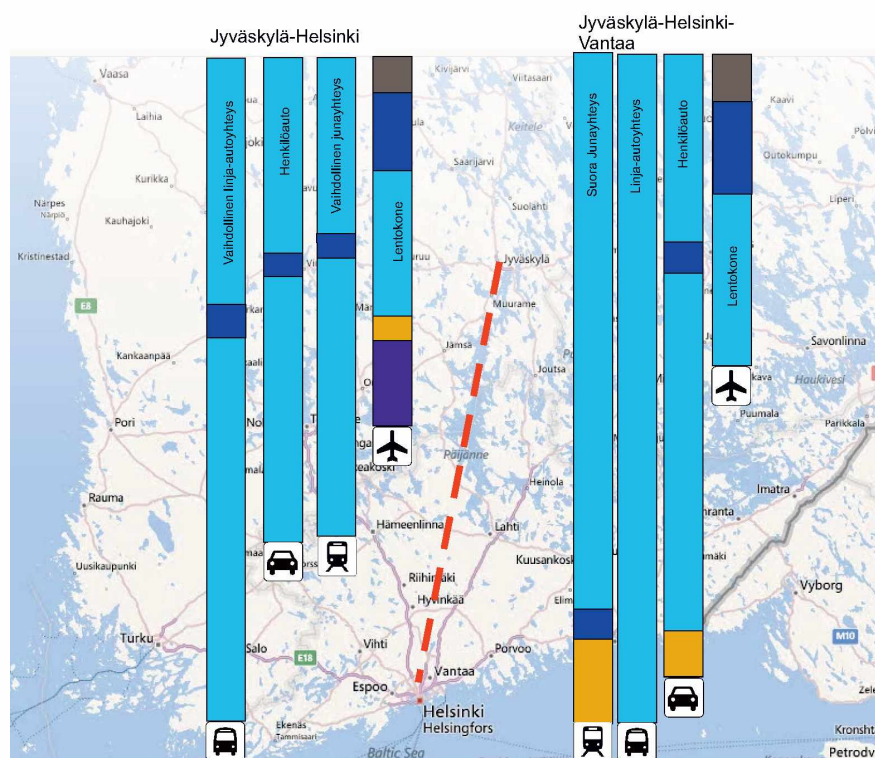 Jyväskylä-Helsinki
Jyväskylä-Helsinki-
Vantaa
Vaihdollinen linja-autoyhteys
Henkilöauto
Vaihdollinen junayhteys
Lentokone
Suora Junayhteys
Linja-autoyhteys
Henkilöauto
Lentokone
Vaasa
Kivijärvi
Viitasaari
Laihia
Keitele
Kaavi
Saarijärvi
Outokumpu
Kurikka
Närpes
Närpiö
Kauhajoki
Suolahti
Liperi
Kristinestad
Jyväskylä
Muurame
E8
Kankaanpää
Jämsä
Joutsa
Savonlinna
Haukivesi
Puumala
Parikkala
Pori
Päijänne
Heinola
Imatra
Rauma
Hämeenlinna
Lahti
Kuusankosk
Uusikaupunki
Riihimäki
Hyvinkää
Vyborg
Turku
Salo
E18
Vihti
Porvoo
M10
Vantaa
Espoo
Helsinki
Helsingfors
Ekenäs
Tammisaari
Baltic Sea
Kronshta
Petrodv